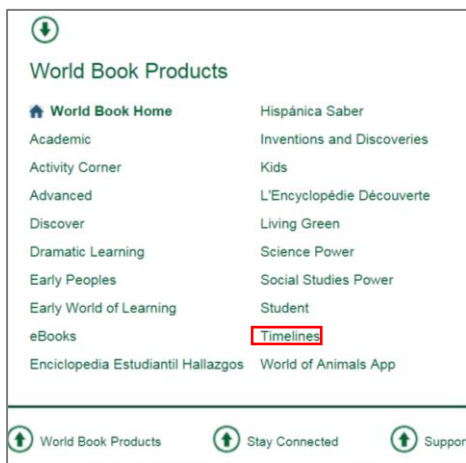 World Book Products
World Book Home
Academic
Activity Corner
Advanced
Discover
Dramatic Learning
Early Peoples
Early World of Learning
eBooks
Enciclopedia Estudiantil Hallazgos
Hispánica Saber
Inventions and Discoveries
Kids
L'Encyclopédie Découverte
Living Green
Science Power
Social Studies Power
Student
Timelines
World of Animals App
World Book Products
Stay Connected
Suppor